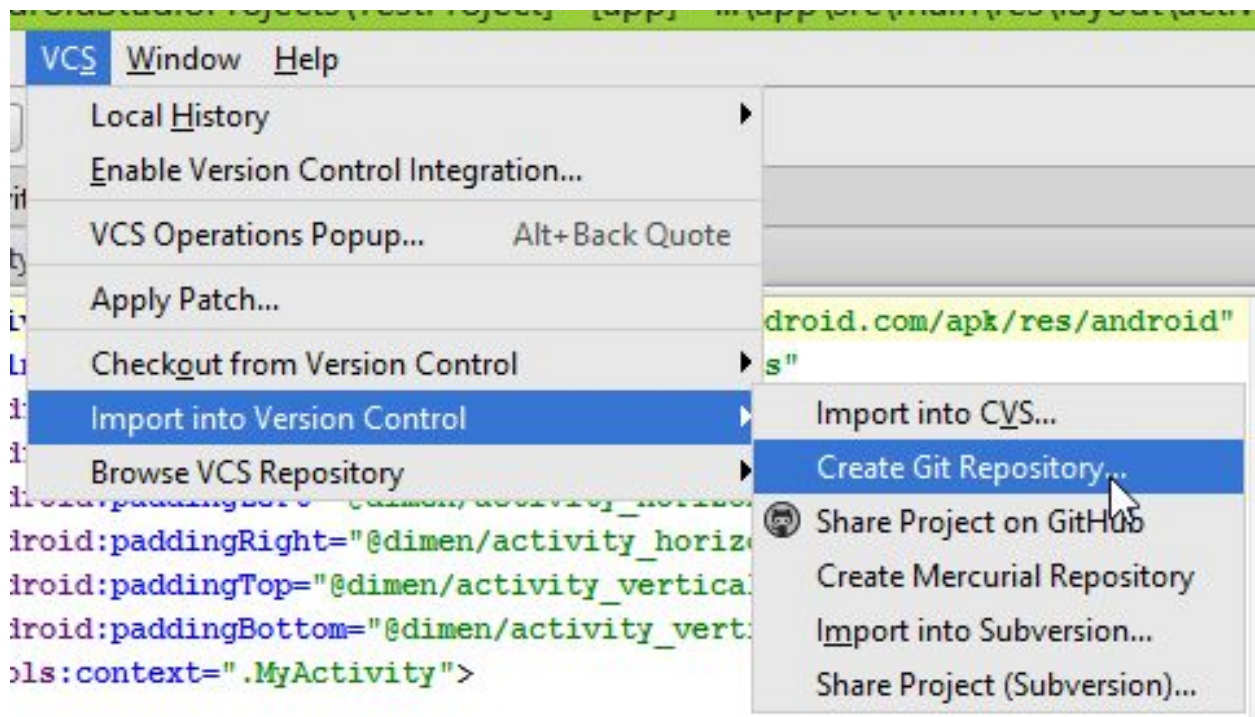 VCS Window Help
Local History
Enable Version Control Integration...
VCS Operations Popup... Alt+Back Quote
Apply Patch...
droid.com/apk/res/android"
Checkout from Version Control
s"
Import into Version Control
Import into CVS...
Create Git Repository...
Browse VCS Repository
Share Project on GitHub
droid:paddingRight="@dimen/activity_horiz
Create Mercurial Repository
droid:paddingTop="@dimen/activity_vertical
Import into Subversion...
droid:paddingBottom="@dimen/activity_vert
Share Project (Subversion)...
ols:context=".MyActivity">